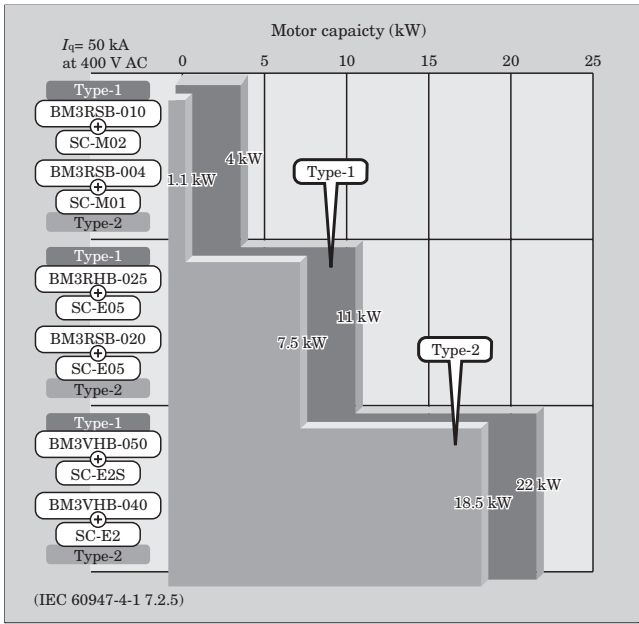 Motor capaicty (kW)
Iq= 50 kA
at 400 V AC
0 5 10 15 20 25
Type-1
BM3RSB-010
+
SC-M02
BM3RSB-004
+
SC-M01
Type-2
4 kW
1.1 kW
Type-1
Type-1
BM3RHB-025
+
SC-E05
BM3RSB-020
+
SC-E05
Type-2
11 kW
7.5 kW
Type-2
Type-1
BM3VHB-050
+
SC-E2S
BM3VHB-040
+
SC-E2
Type-2
22 kW
18.5 kW
(IEC 60947-4-1 7.2.5)